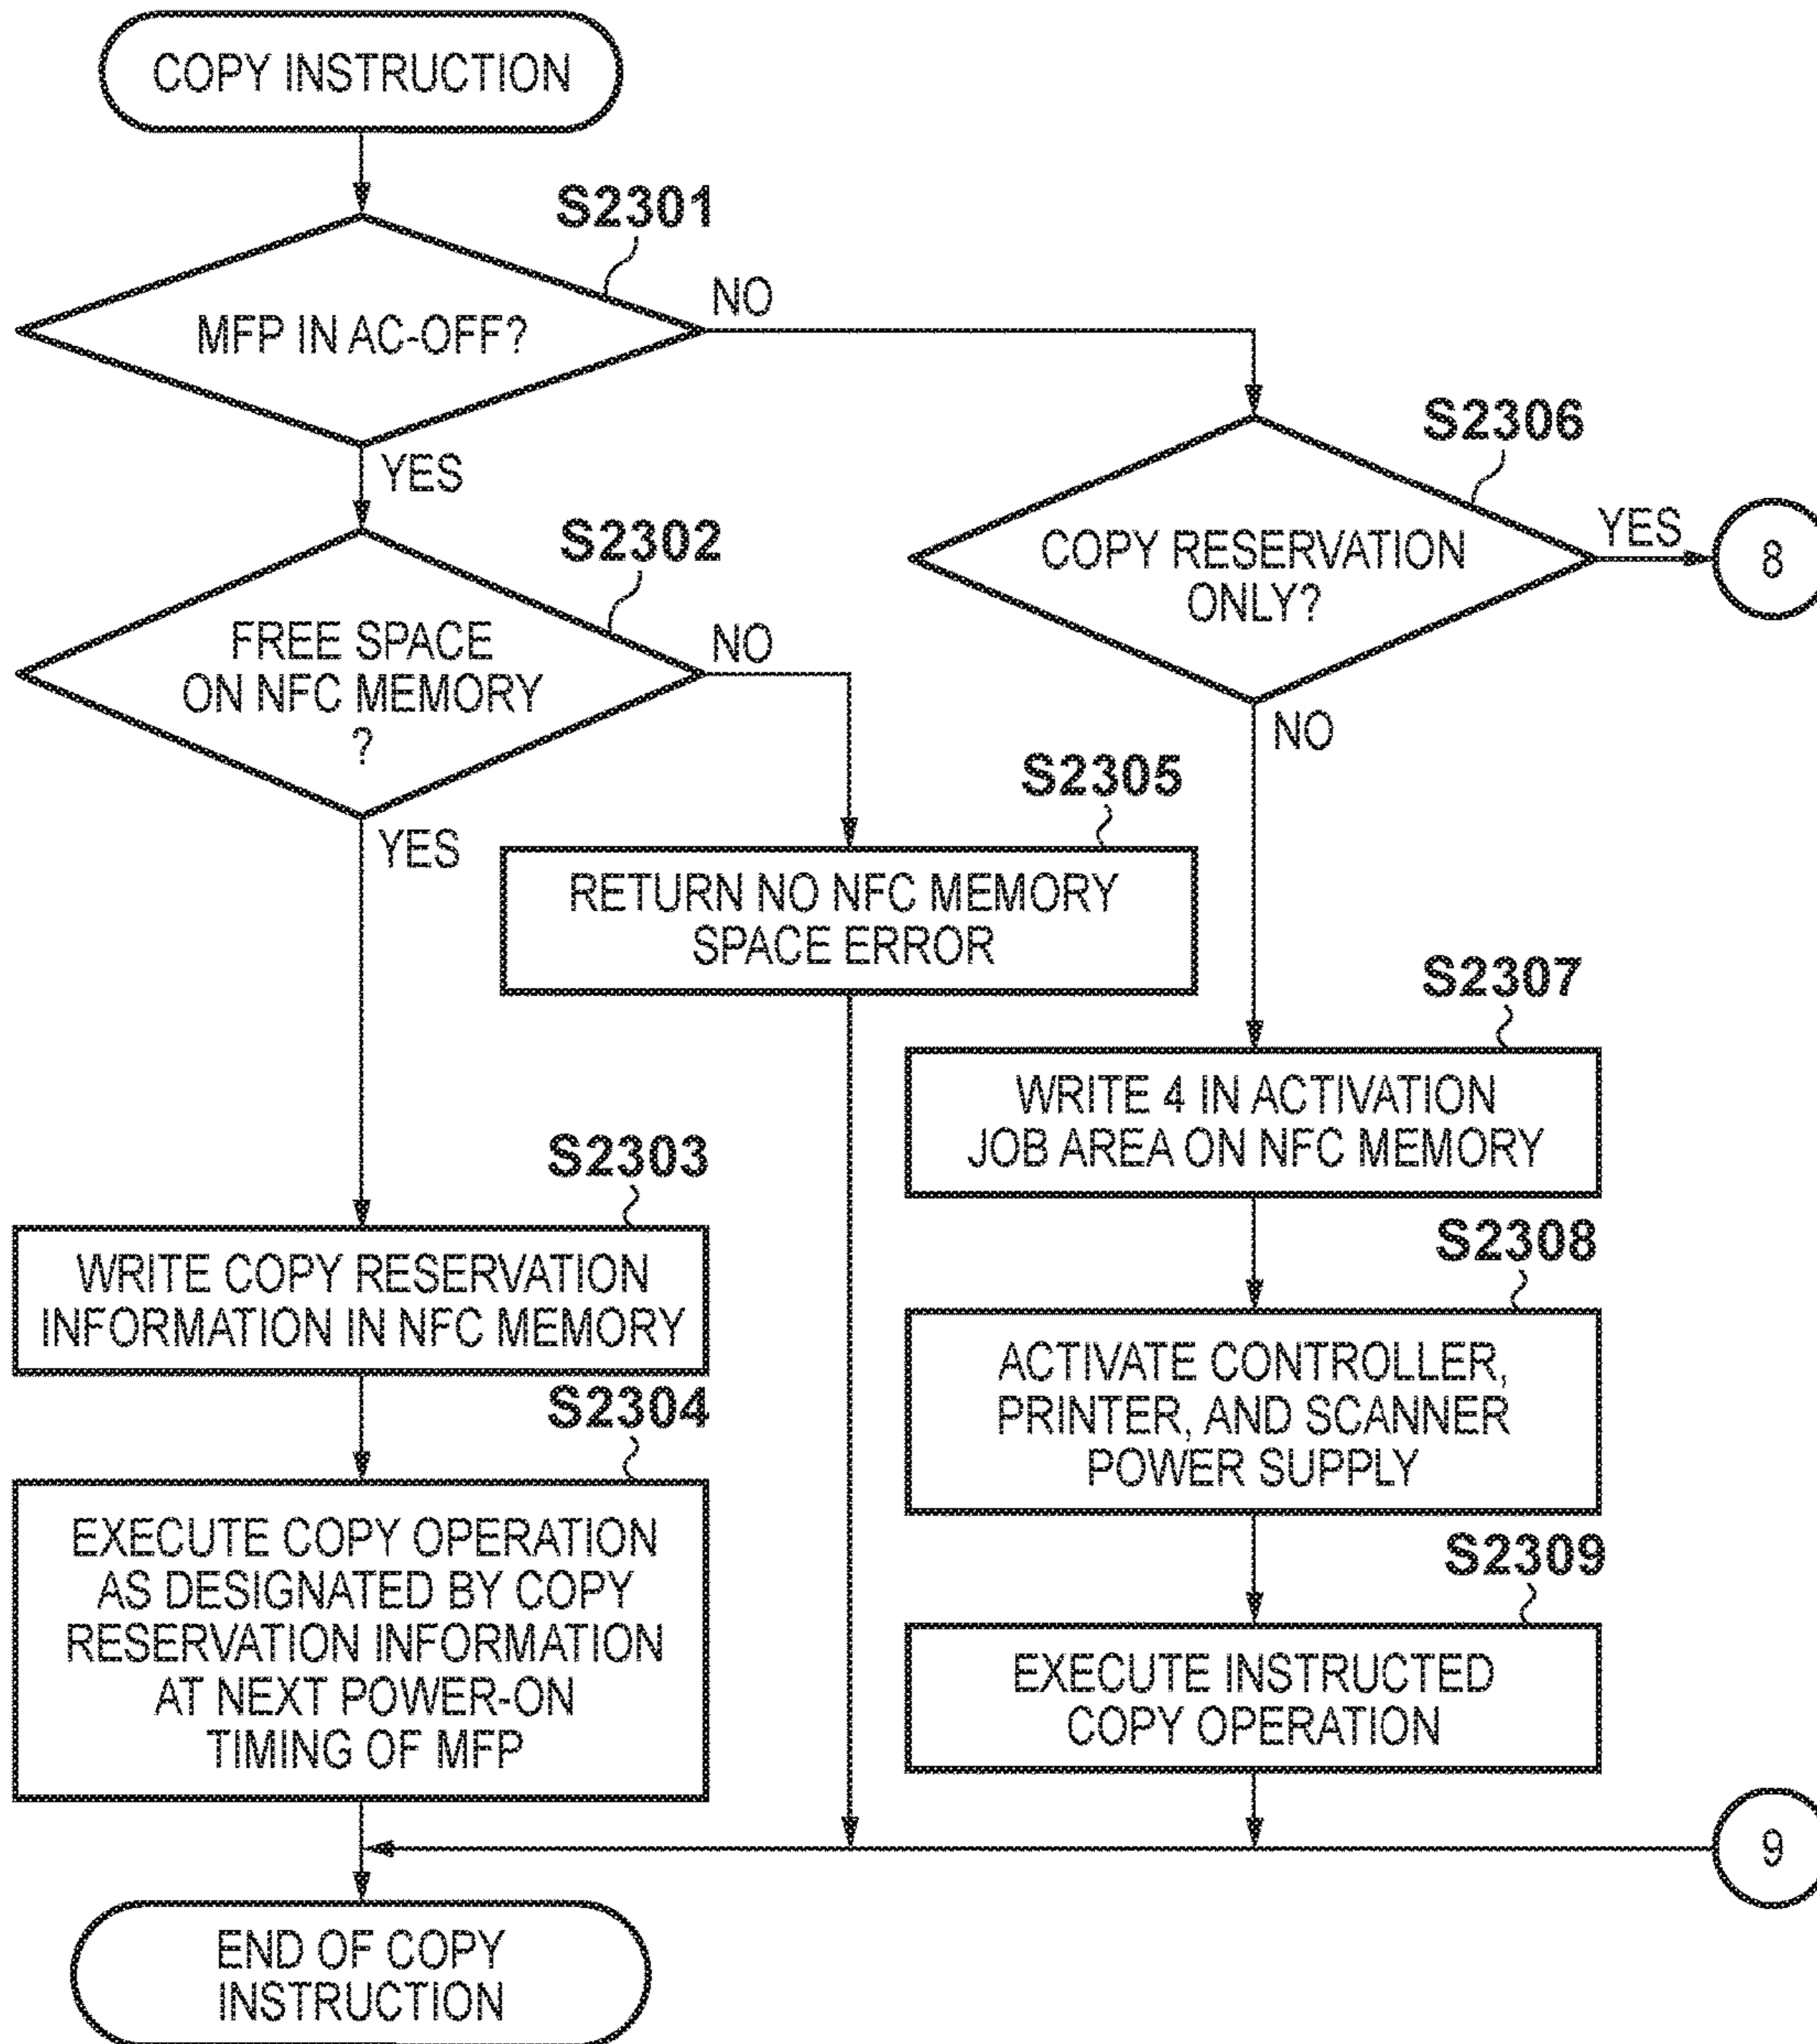 COPY INSTRUCTION
S2301
MFP IN AC-OFF?
NO
YES
S2302
FREE SPACE
ON NFC MEMORY
?
NO
YES
S2306
COPY RESERVATION
ONLY?
YES
8
NO
S2305
RETURN NO NFC MEMORY
SPACE ERROR
S2307
WRITE 4 IN ACTIVATION
JOB AREA ON NFC MEMORY
S2303
WRITE COPY RESERVATION
INFORMATION IN NFC MEMORY
S2308
ACTIVATE CONTROLLER,
PRINTER, AND SCANNER
POWER SUPPLY
S2304
EXECUTE COPY OPERATION
AS DESIGNATED BY COPY
RESERVATION INFORMATION
AT NEXT POWER-ON
TIMING OF MFP
S2309
EXECUTE INSTRUCTED
COPY OPERATION
9
END OF COPY
INSTRUCTION